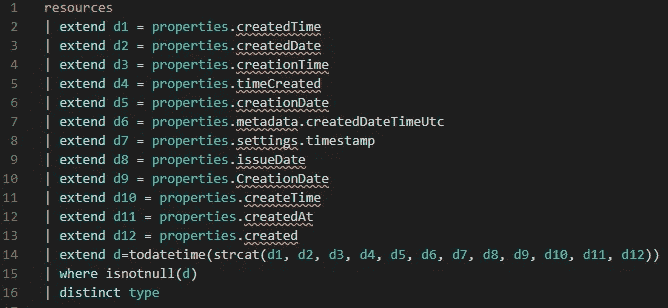 1 resources
2 | extend d1 = properties.createdTime
3 | extend d2 = properties.createdDate
4 | extend d3 = properties.creationTime
5 | extend d4 = properties.timeCreated
6 | extend d5 = properties.creationDate
7 | extend d6 = properties.metadata.createdDateTimeUtc
8 | extend d7 = properties.settings.timestamp
9 | extend d8 = properties.issueDate
10 | extend d9 = properties.CreationDate
11 | extend d10 = properties.createTime
12 | extend d11 = properties.createdAt
13 | extend d12 = properties.created
14 | extend d=todatetime(strcat(d1, d2, d3, d4, d5, d6, d7, d8, d9, d10, d11, d12))
15 | where isnotnull(d)
16 | distinct type